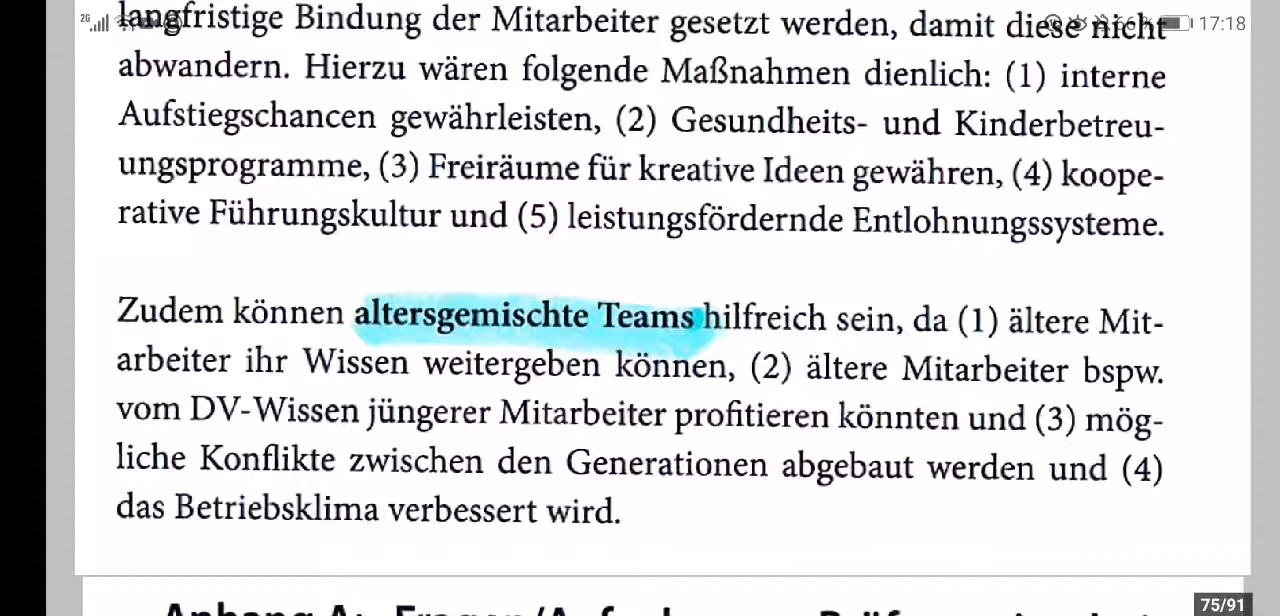 langfristige Bindung der Mitarbeiter gesetzt werden, damit diese nicht
17:18
abwandern. Hierzu wären folgende Maßnahmen dienlich: (1) interne
Aufstiegschancen gewährleisten, (2) Gesundheits- und Kinderbetreu-
ungsprogramme, (3) Freiräume für kreative Ideen gewähren, (4) koope-
rative Führungskultur und (5) leistungsfördernde Entlohnungssysteme.
Zudem können altersgemischte Teams hilfreich sein, da (1) ältere Mit-
arbeiter ihr Wissen weitergeben können, (2) ältere Mitarbeiter bspw.
vom DV-Wissen jüngerer Mitarbeiter profitieren könnten und (3) mög-
liche Konflikte zwischen den Generationen abgebaut werden und (4)
das Betriebsklima verbessert wird.
75/91